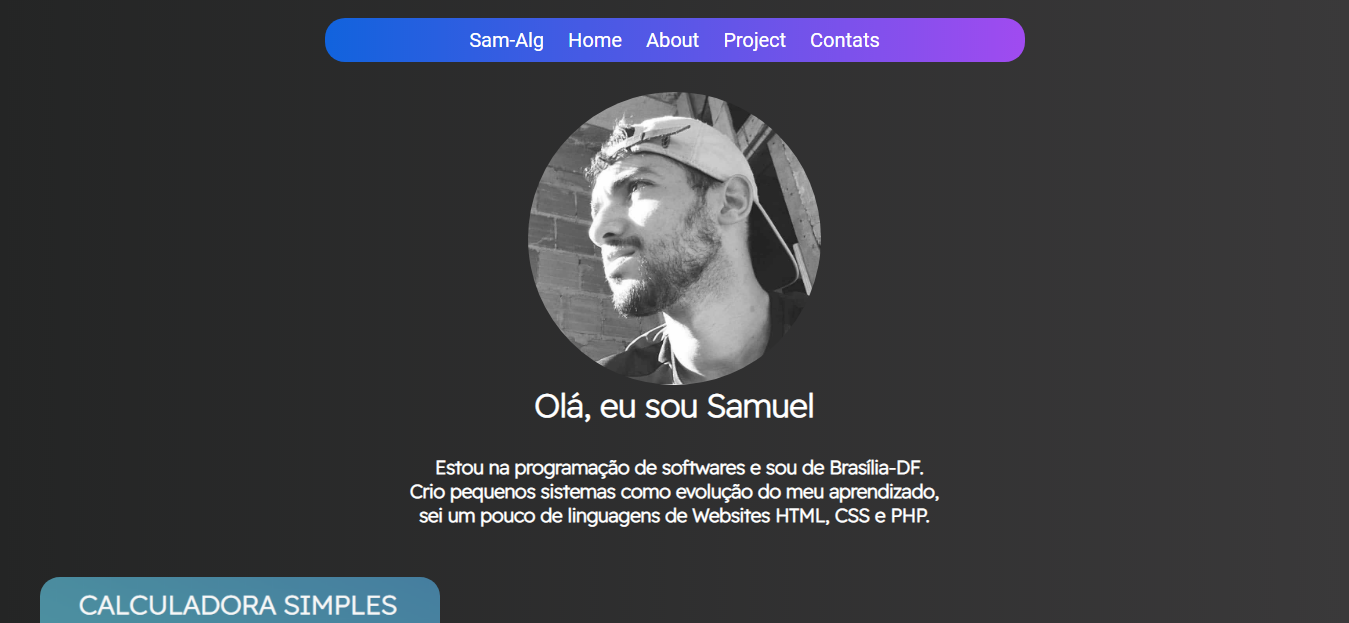 Sam-Alg Home About Project Contats
Olá, eu sou Samuel
Estou na programação de softwares e sou de Brasília-DF.
Crio pequenos sistemas como evolução do meu aprendizado,
sei um pouco de linguagens de Websites HTML, CSS e PHP.
CALCULADORA SIMPLES